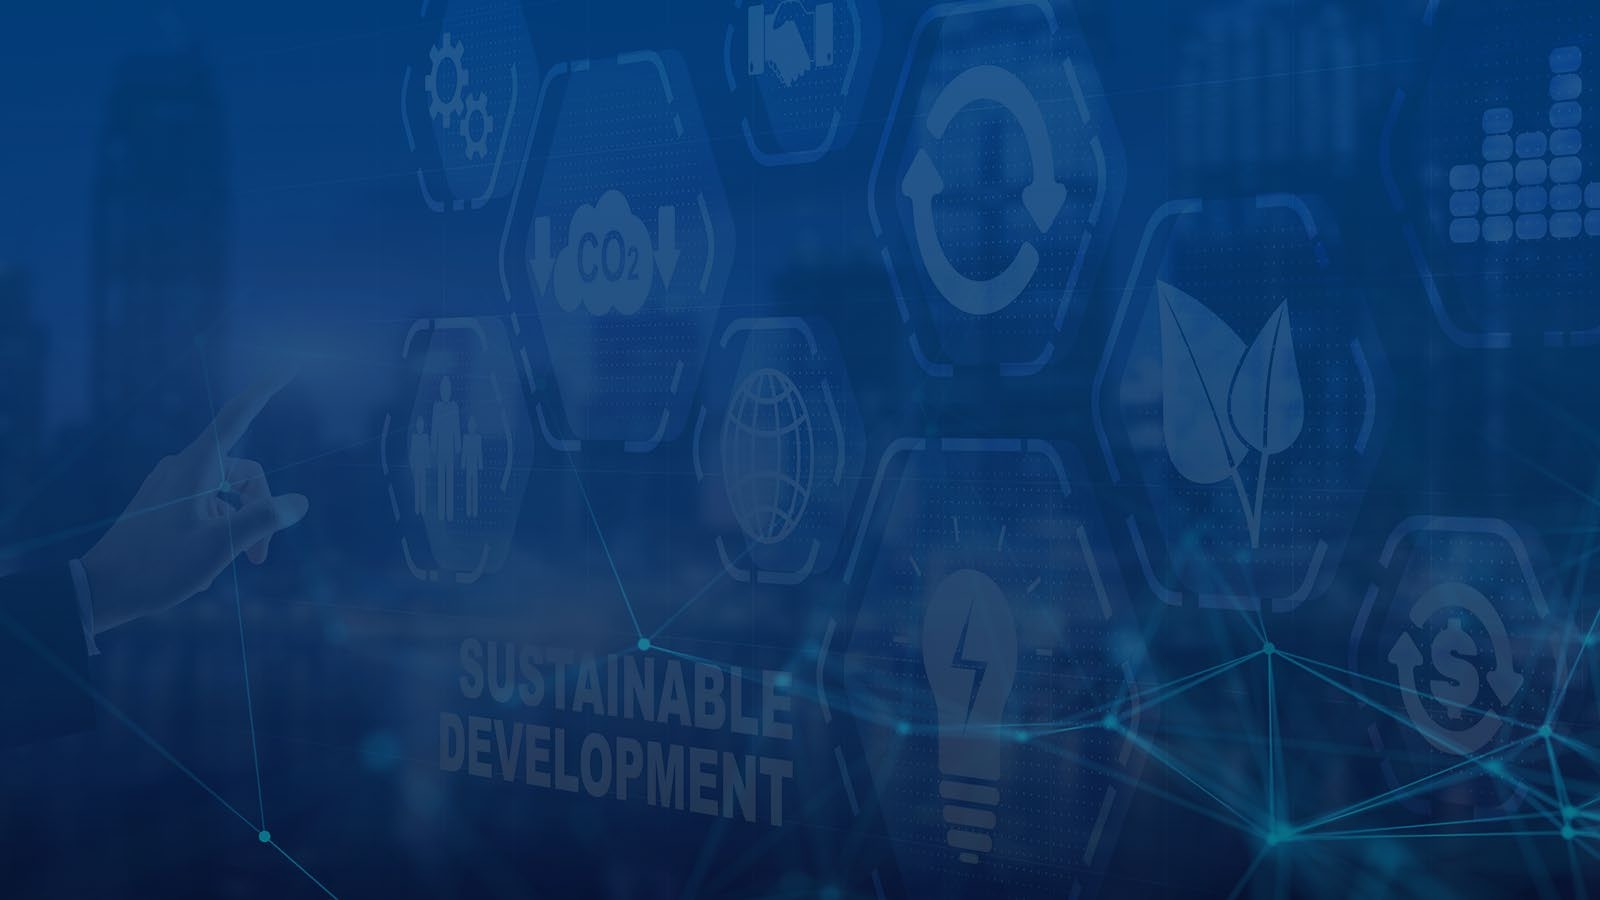 CO2
$
SUSTAINABLE
DEVELOPMENT